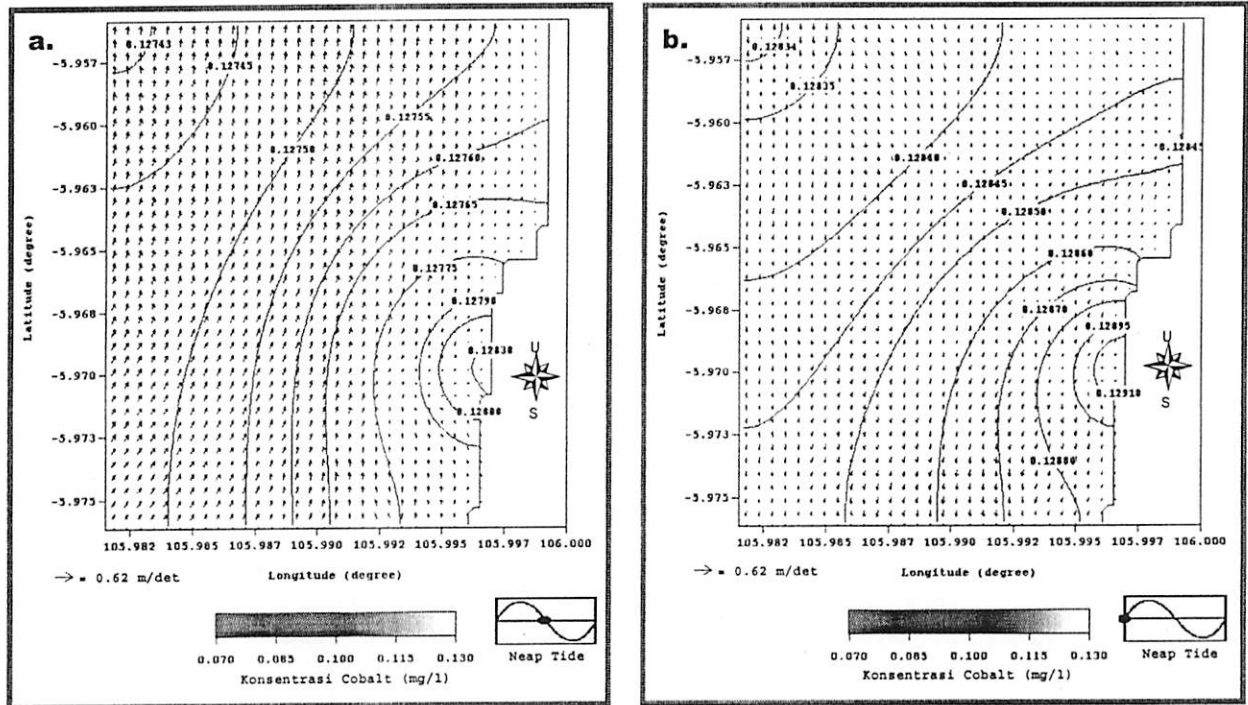 a.
0.12743
0.12745
0.12750
0.12755
0.12760
0.12765
0.12775
0.12790
0.12830
0.12800
Latitude (degree)
-5.957
-5.960
-5.963
-5.965
-5.968
-5.970
-5.973
-5.975
U
S
105.982 105.985 105.987 105.990 105.992 105.995 105.997 106.000
= 0.62 m/det
Longitude (degree)
0.070 0.085 0.100 0.115 0.130
Konsentrasi Cobalt (mg/l)
Neap Tide
b.
0.12834
0.12835
0.12840
0.12845
0.12845
0.12850
0.12860
0.12870
0.12895
0.12910
0.12880
Latitude (degree)
-5.957
-5.960
-5.963
-5.965
-5.968
-5.970
-5.973
-5.975
U
S
105.982 105.985 105.987 105.990 105.992 105.995 105.997 106.000
= 0.62 m/det
Longitude (degree)
0.070 0.085 0.100 0.115 0.130
Konsentrasi Cobalt (mg/l)
Neap Tide